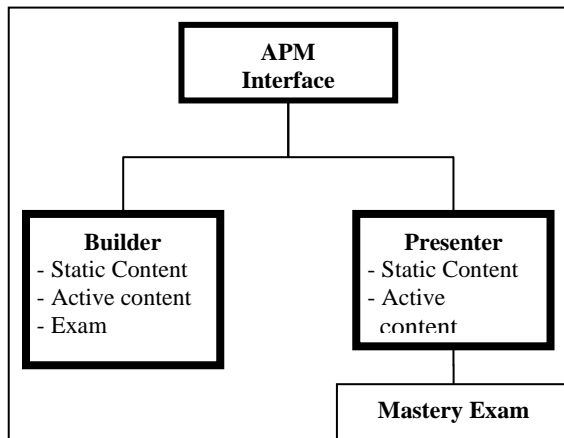 APM
Interface
Builder
- Static Content
- Active content
- Exam
Presenter
- Static Content
- Active
content
Mastery Exam